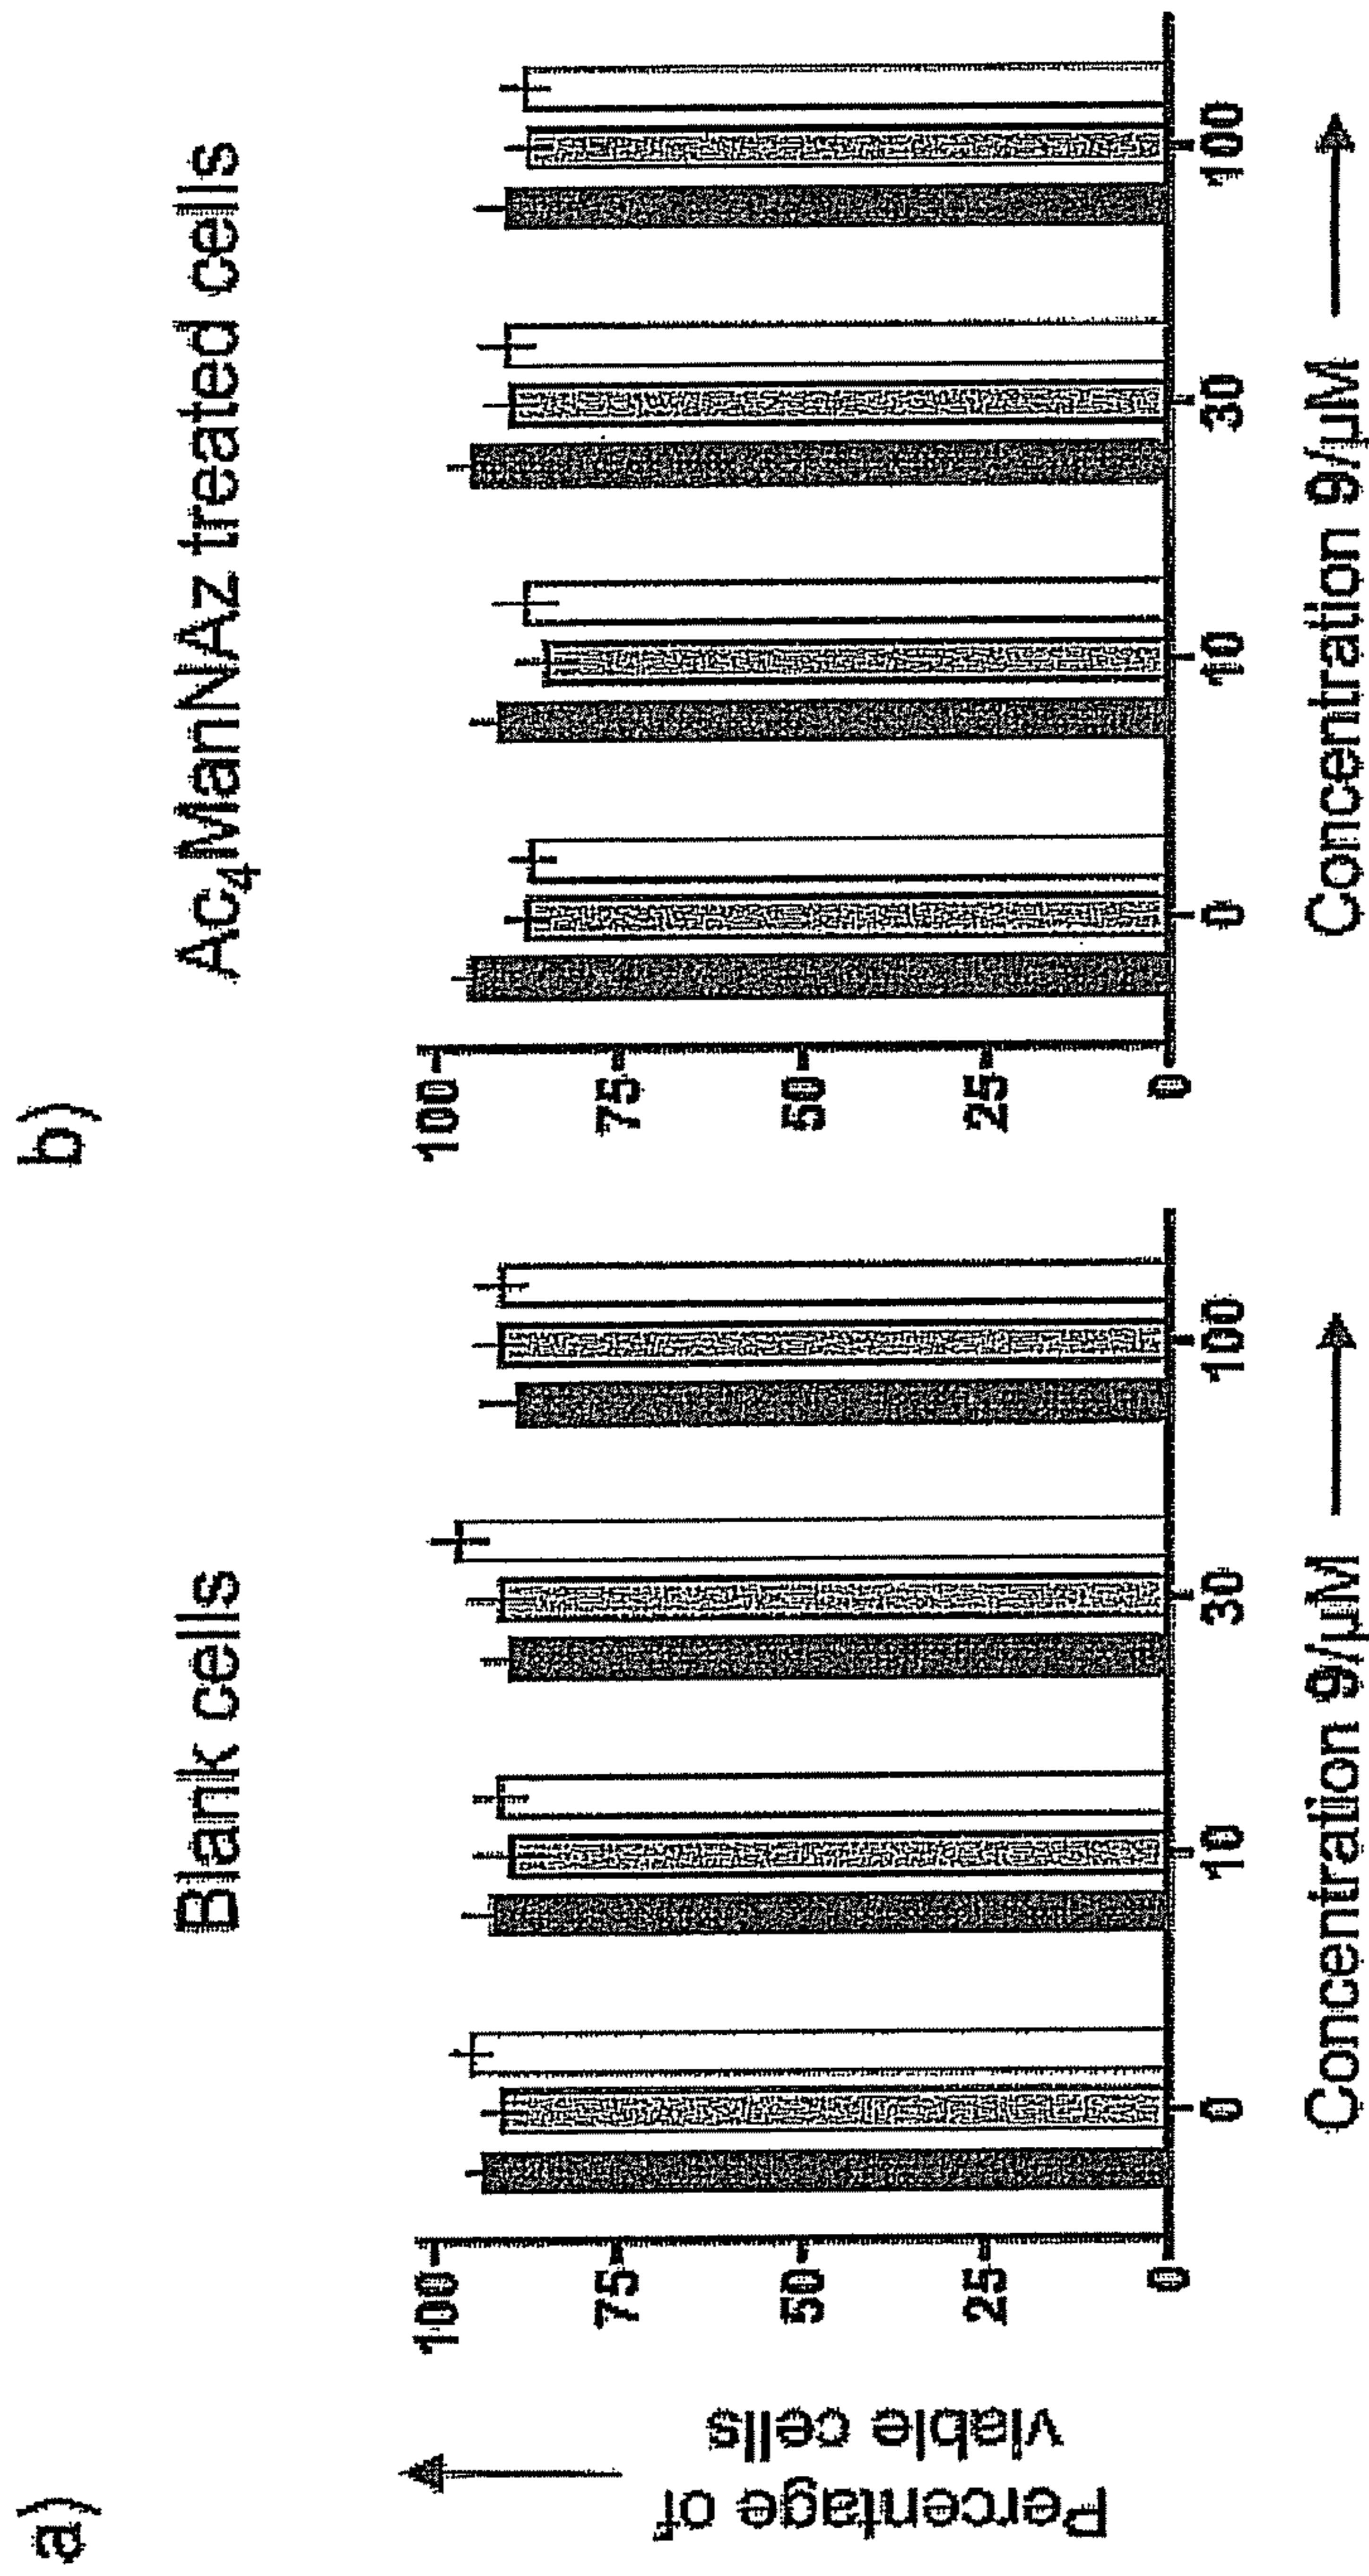 a)
Blank cells
Percentage of
viable cells
100
75
50
25
0
0
10
30
100
Concentration 9/µM
b)
Ac₄ManNAz treated cells
100
75
50
25
0
0
10
30
100
Concentration 9/µM